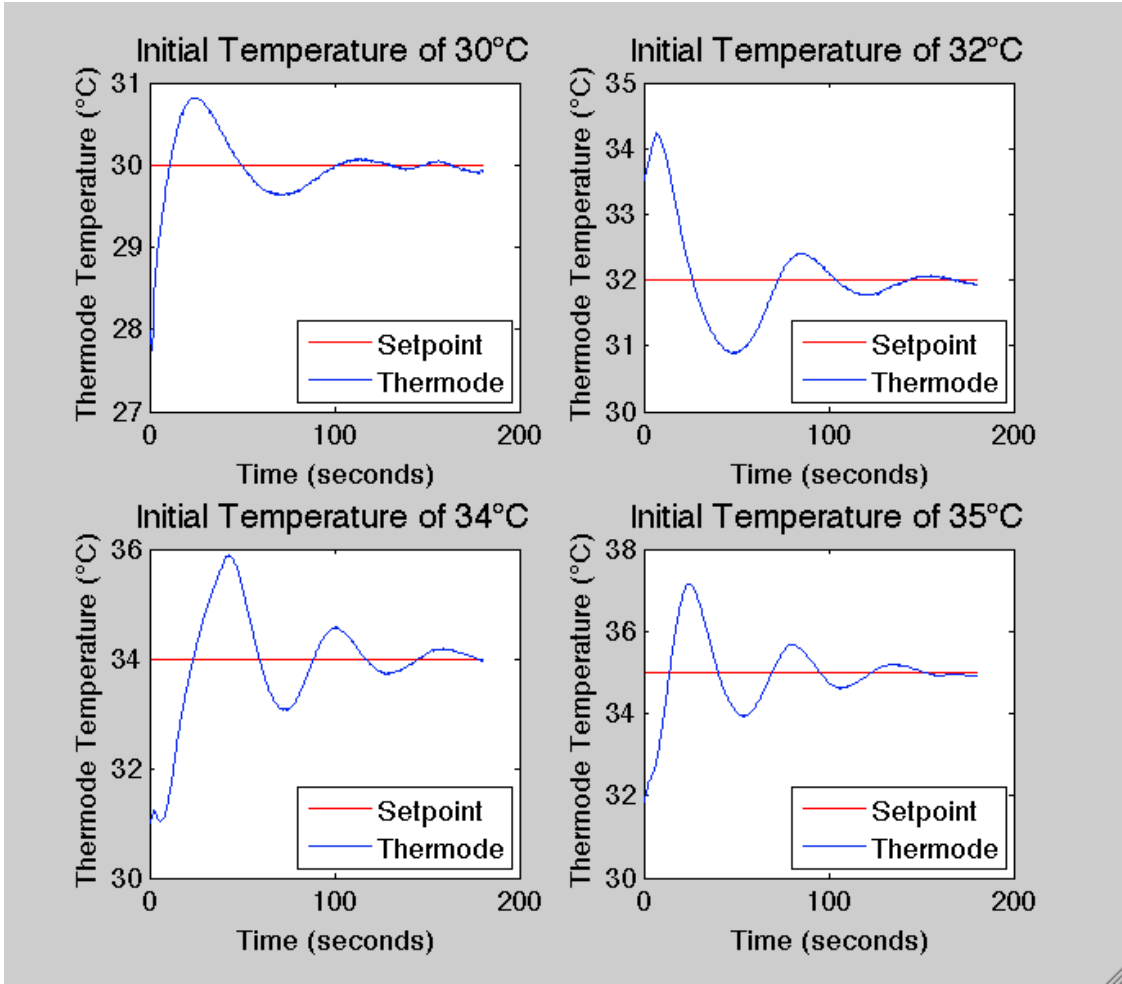 Initial Temperature of 30°C
Thermode Temperature (°C)
31
30
29
28
27
0
100
200
Time (seconds)
Setpoint
Thermode
Initial Temperature of 32°C
Thermode Temperature (°C)
35
34
33
32
31
30
0
100
200
Time (seconds)
Setpoint
Thermode
Initial Temperature of 34°C
Thermode Temperature (°C)
36
34
32
30
0
100
200
Time (seconds)
Setpoint
Thermode
Initial Temperature of 35°C
Thermode Temperature (°C)
38
36
34
32
30
0
100
200
Time (seconds)
Setpoint
Thermode